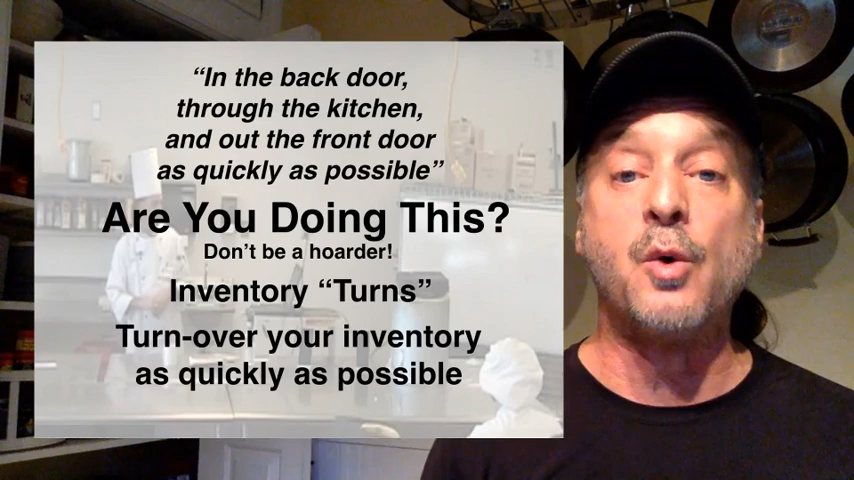 “In the back door,
through the kitchen,
and out the front door
as quickly as possible”
Are You Doing This?
Don’t be a hoarder!
Inventory “Turns”
Turn-over your inventory
as quickly as possible